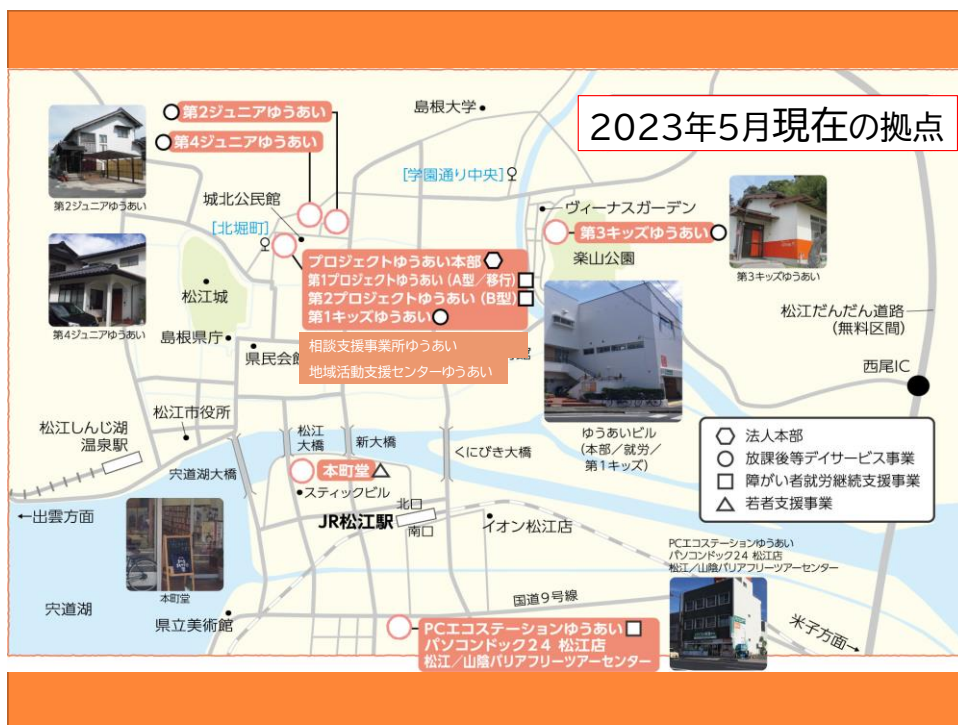 2023年5月現在の拠点
第2ジュニアゆうあい
第4ジュニアゆうあい
島根大学
[学園通り中央]
城北公民館
[北堀町]
第2ジュニアゆうあい
ヴィーナスガーデン
第3キッズゆうあい
楽山公園
第3キッズゆうあい
プロジェクトゆうあい本部
第1プロジェクトゆうあい(A型/移行)
第2プロジェクトゆうあい(B型)
第1キッズゆうあい
相談支援事業所ゆうあい
地域活動支援センターゆうあい
松江城
第4ジュニアゆうあい
島根県庁
県民会館
松江だんだん道路
(無料区間)
西尾IC
ゆうあいビル
(本部/就労/
第1キッズ)
法人本部
放課後等デイサービス事業
障がい者就労継続支援事業
若者支援事業
松江市役所
松江しんじ湖
温泉駅
宍道湖大橋
松江
大橋
新大橋
くにびき大橋
本町堂
スティックビル
北口
JR松江駅
南口
イオン松江店
←出雲方面
本町堂
宍道湖
県立美術館
国道9号線
PCエコステーションゆうあい
パソコンドック24 松江店
松江/山陰バリアフリーツアーセンター
PCエコステーションゆうあい
パソコンドック24 松江店
松江/山陰バリアフリーツアーセンター
米子方面→